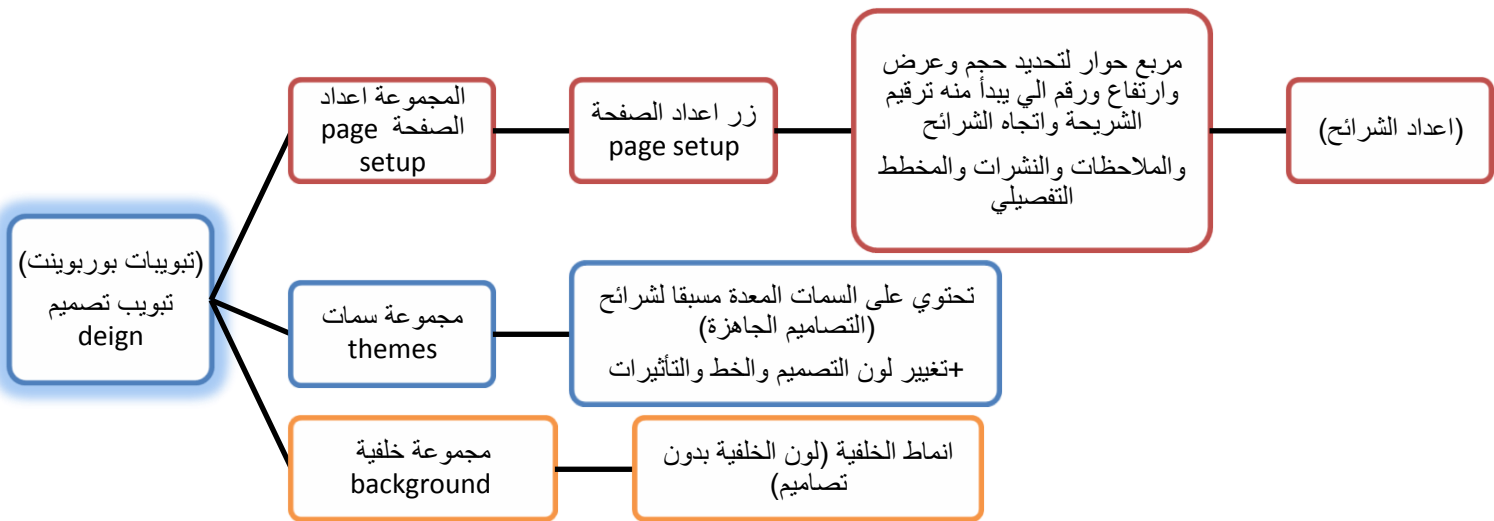 (تبويبات بوربوينت)
تبويب تصميم
deign
المجموعة اعداد
الصفحة page
setup
زر اعداد الصفحة
page setup
مربع حوار لتحديد حجم وعرض
وارتفاع ورقم الي يبدأ منه ترقيم
الشريحة واتجاه الشرائح
والملاحظات والنشرات والمخطط
التفصيلي
(اعداد الشرائح)
مجموعة سمات
themes
تحتوي على السمات المعدة مسبقا لشرائح
(التصاميم الجاهزة)
+تغيير لون التصميم والخط والتأثيرات
مجموعة خلفية
background
انماط الخلفية (لون الخلفية بدون
تصاميم)